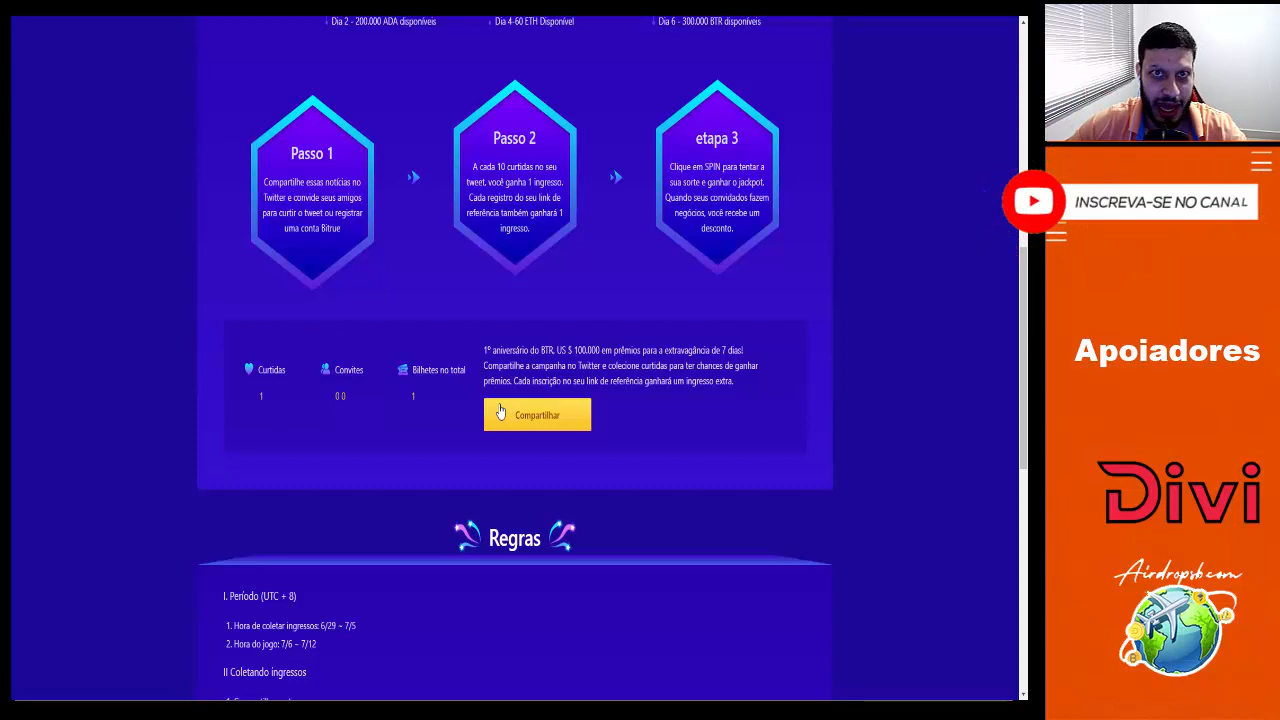 Dia 2 - 200.000 ADA disponíveis
Dia 4-60 ETH Disponível
Dia 6 - 300.000 BTR disponíveis
Passo 1
Compartilhe essas notícias no
Twitter e convide seus amigos
para curtir o tweet ou registrar
uma conta Bitrue
Passo 2
A cada 10 curtidas no seu
tweet, você ganha 1 ingresso.
Cada registro do seu link de
referência também ganhará 1
ingresso.
etapa 3
Clique em SPIN para tentar a
sua sorte e ganhar o jackpot.
Quando seus convidados fazem
negócios, você recebe um
desconto.
Curtidas
1
Convites
0 0
Bilhetes no total
1
1º aniversário do BTR, US $ 100.000 em prêmios para a extravagância de 7 dias!
Compartilhe a campanha no Twitter e colecione curtidas para ter chances de ganhar
prêmios. Cada inscrição no seu link de referência ganhará um ingresso extra.
Compartilhar
Regras
I. Período (UTC + 8)
1. Hora de coletar ingressos: 6/29 ~ 7/5
2. Hora do jogo: 7/6 ~ 7/12
II Coletando ingressos
INSCREVA-SE NO CANAL
Apoiadores
Divi
Airdropsb.com